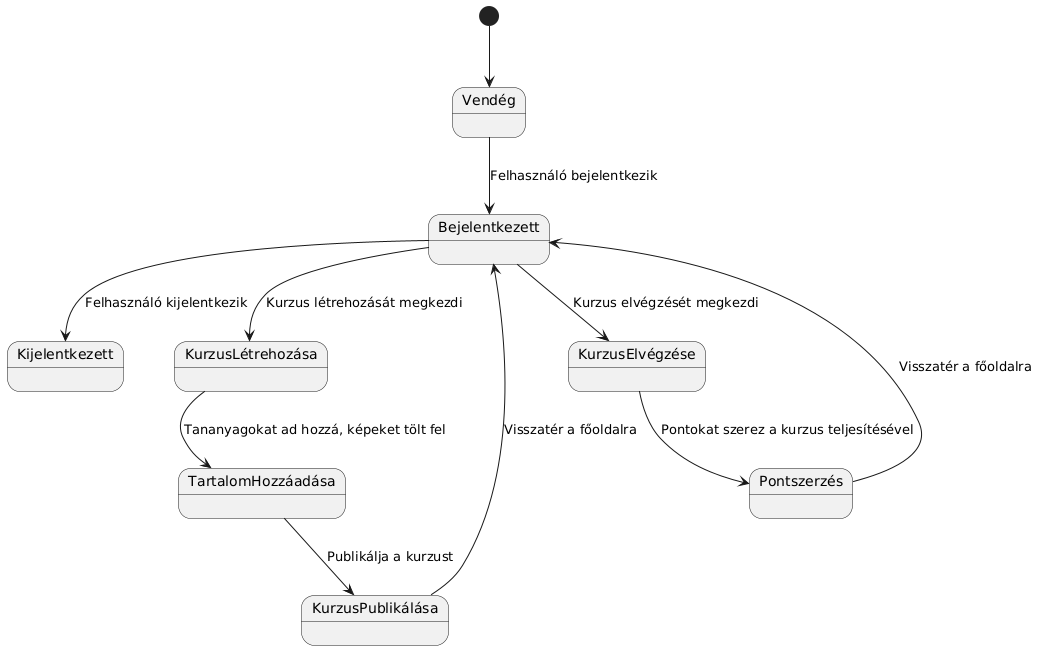 Vendég
Felhasználó bejelentkezik
Bejelentkezett
Felhasználó kijelentkezik
Kurzus létrehozását megkezdi
Kurzus elvégzését megkezdi
Kijelentkezett
KurzusLétrehozása
KurzusElvégzése
Visszatér a főoldalra
Tananyagokat ad hozzá, képeket tölt fel
Visszatér a főoldalra
Pontokat szerez a kurzus teljesítésével
TartalomHozzáadása
Pontszerzés
Publikálja a kurzust
KurzusPublikálása